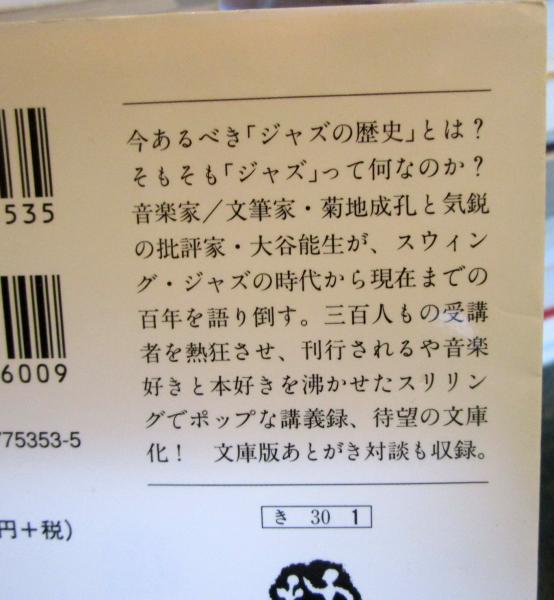 今あるべき「ジャズの歴史」とは？
そもそも「ジャズ」って何なのか？
音楽家／文筆家・菊地成孔と気鋭
の批評家・大谷能生が、スウィン
グ・ジャズの時代から現在までの
百年を語り倒す。三百人もの受講
者を熱狂させ、刊行されるや音楽
好きと本好きを沸かせたスリリン
グでポップな講義録、待望の文庫
化！　文庫版あとがき対談も収録。
535
6009
775353-5
円＋税)
き 30 1